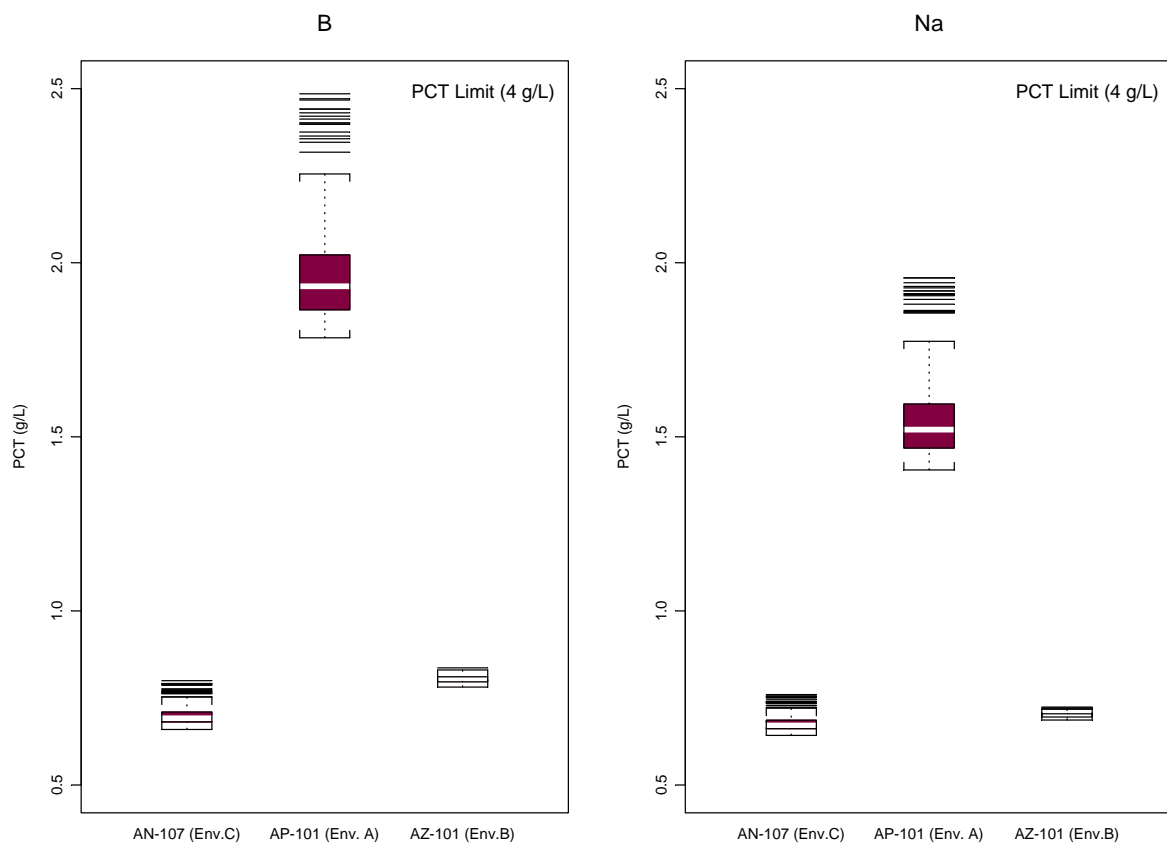 B
PCT Limit (4 g/L)
PCT (g/L)
2.5
2.0
1.5
1.0
0.5
AN-107 (Env.C) AP-101 (Env. A) AZ-101 (Env.B)
Na
PCT Limit (4 g/L)
PCT (g/L)
2.5
2.0
1.5
1.0
0.5
AN-107 (Env.C) AP-101 (Env. A) AZ-101 (Env.B)